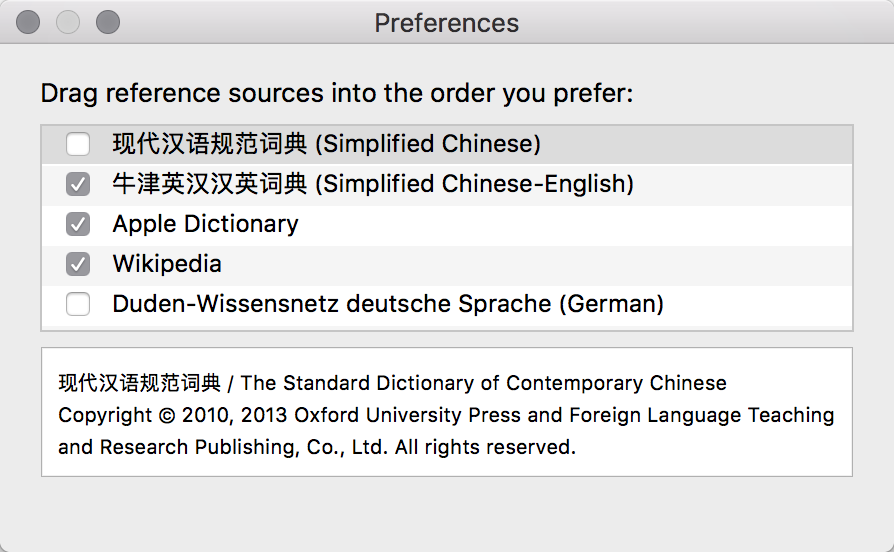 Preferences
Drag reference sources into the order you prefer:
现代汉语规范词典 (Simplified Chinese)
牛津英汉汉英词典 (Simplified Chinese-English)
Apple Dictionary
Wikipedia
Duden-Wissensnetz deutsche Sprache (German)
现代汉语规范词典 / The Standard Dictionary of Contemporary Chinese
Copyright © 2010, 2013 Oxford University Press and Foreign Language Teaching
and Research Publishing, Co., Ltd. All rights reserved.